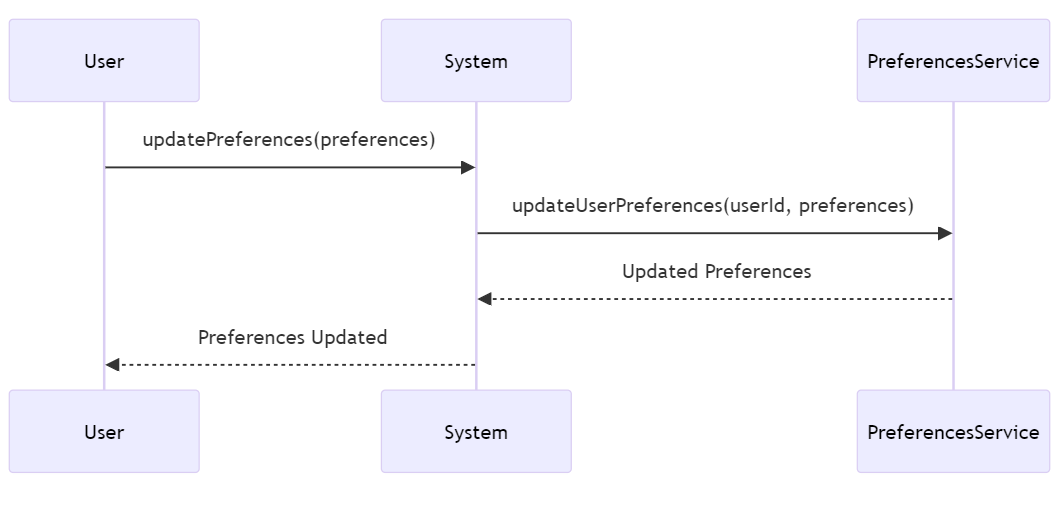 User
System
PreferencesService
updatePreferences(preferences)
updateUserPreferences(userId, preferences)
Updated Preferences
Preferences Updated
User
System
PreferencesService